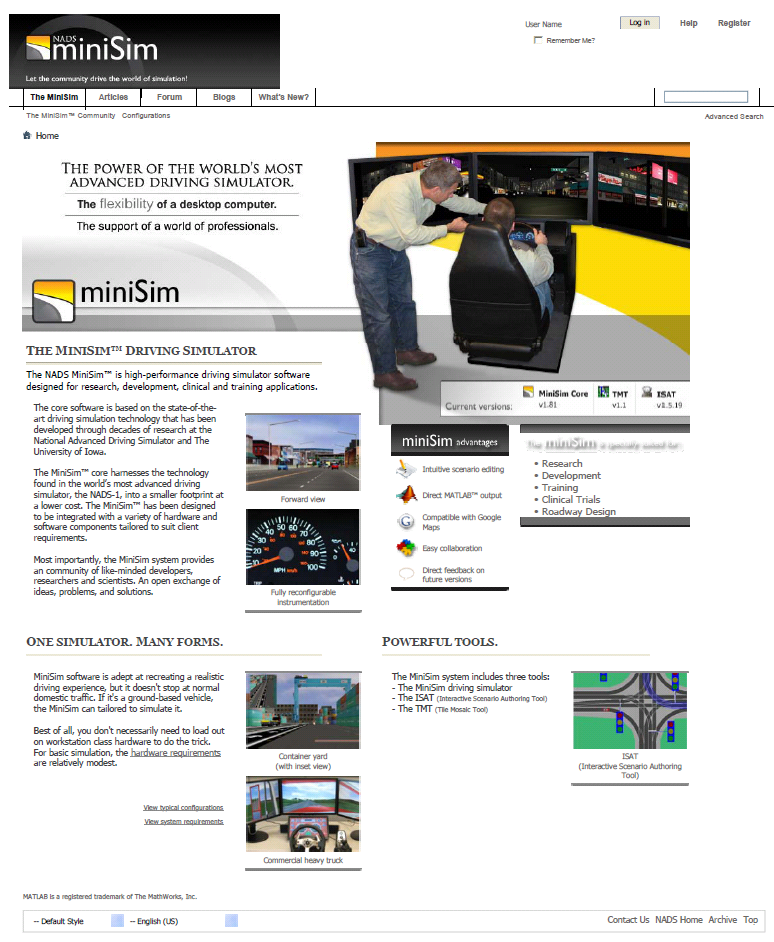 User Name
Log in
Help
Register
Remember Me?
NADS
miniSim
Let the community drive the world of simulation!
The MiniSim
Articles
Forum
Blogs
What's New?
The MiniSim™ Community
Configurations
Advanced Search
Home
THE POWER OF THE WORLD'S MOST
ADVANCED DRIVING SIMULATOR.
The flexibility of a desktop computer.
The support of a world of professionals.
miniSim
Current versions:
MiniSim Core
v1.81
TMT
v1.1
ISAT
v1.5.19
THE MINISIM™ DRIVING SIMULATOR
The NADS MiniSim™ is high-performance driving simulator software
designed for research, development, clinical and training applications.
The core software is based on the state-of-the-
art driving simulation technology that has been
developed through decades of research at the
National Advanced Driving Simulator and The
University of Iowa.
The MiniSim™ core harnesses the technology
found in the world's most advanced driving
simulator, the NADS-1, into a smaller footprint at
a lower cost. The MiniSim™ has been designed
to be integrated with a variety of hardware and
software components tailored to suit client
requirements.
Most importantly, the MiniSim system provides
an community of like-minded developers,
researchers and scientists. An open exchange of
ideas, problems, and solutions.
Forward view
10 20 30 40 50 60 70 80 90 100
MPH
km/h
Fully reconfigurable
instrumentation
miniSim advantages
Intuitive scenario editing
Direct MATLAB™ output
Compatible with Google
Maps
Easy collaboration
Direct feedback on
future versions
The miniSim is specially suited for:
• Research
• Development
• Training
• Clinical Trials
• Roadway Design
ONE SIMULATOR. MANY FORMS.
MiniSim software is adept at recreating a realistic
driving experience, but it doesn't stop at normal
domestic traffic. If it's a ground-based vehicle,
the MiniSim can tailored to simulate it.
Best of all, you don't necessarily need to load out
on workstation class hardware to do the trick.
For basic simulation, the hardware requirements
are relatively modest.
View typical configurations
View system requirements
Container yard
(with inset view)
Commercial heavy truck
POWERFUL TOOLS.
The MiniSim system includes three tools:
- The MiniSim driving simulator
- The ISAT (Interactive Scenario Authoring Tool)
- The TMT (Tile Mosaic Tool)
ISAT
(Interactive Scenario Authoring
Tool)
MATLAB is a registered trademark of The MathWorks, Inc.
-- Default Style
-- English (US)
Contact Us
NADS Home
Archive
Top